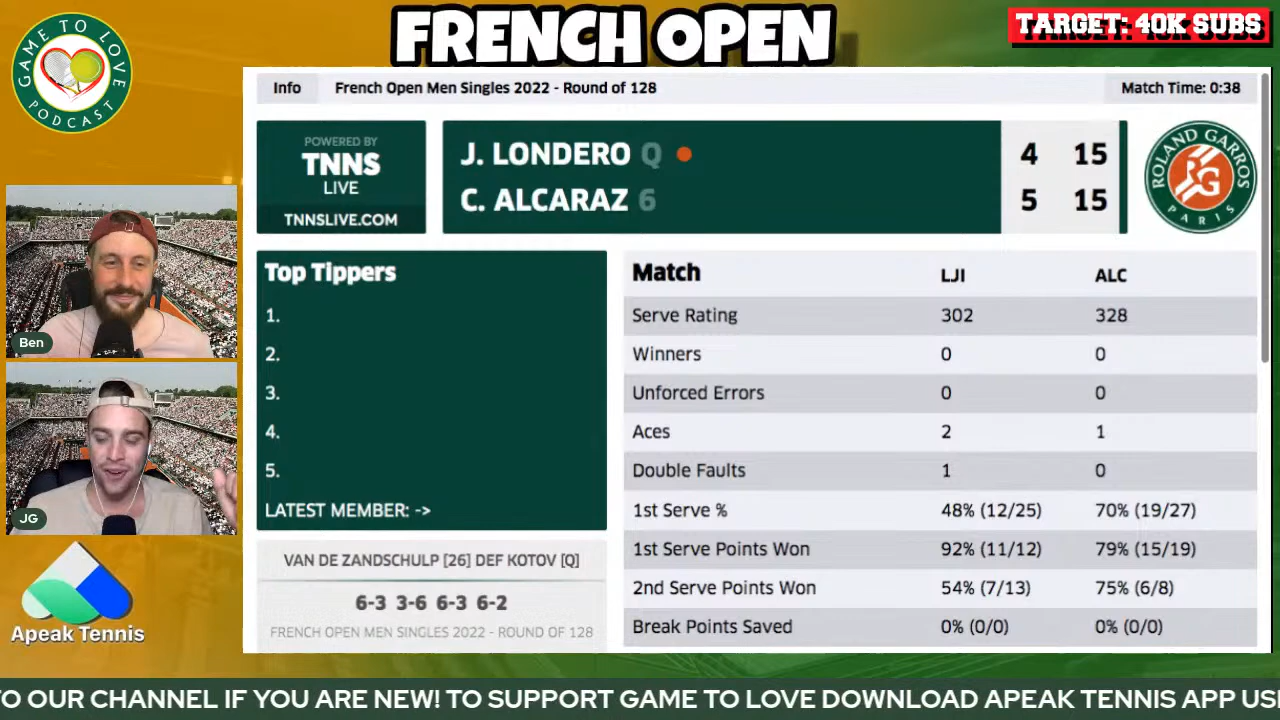 GAME TO LOVE
PODCAST
FRENCH OPEN
TARGET: 40K SUBS
Info French Open Men Singles 2022 - Round of 128 Match Time: 0:38
POWERED BY
TNNS
LIVE
TNNSLIVE.COM
J. LONDERO Q 4 15
C. ALCARAZ 6 5 15
ROLAND GARROS
PARIS
Top Tippers
1.
2.
3.
4.
5.
LATEST MEMBER: ->
VAN DE ZANDSCHULP [26] DEF KOTOV [Q]
6-3 3-6 6-3 6-2
FRENCH OPEN MEN SINGLES 2022 - ROUND OF 128
Match LJI ALC
Serve Rating 302 328
Winners 0 0
Unforced Errors 0 0
Aces 2 1
Double Faults 1 0
1st Serve % 48% (12/25) 70% (19/27)
1st Serve Points Won 92% (11/12) 79% (15/19)
2nd Serve Points Won 54% (7/13) 75% (6/8)
Break Points Saved 0% (0/0) 0% (0/0)
Ben
JG
Apeak Tennis
O OUR CHANNEL IF YOU ARE NEW! TO SUPPORT GAME TO LOVE DOWNLOAD APEAK TENNIS APP USI